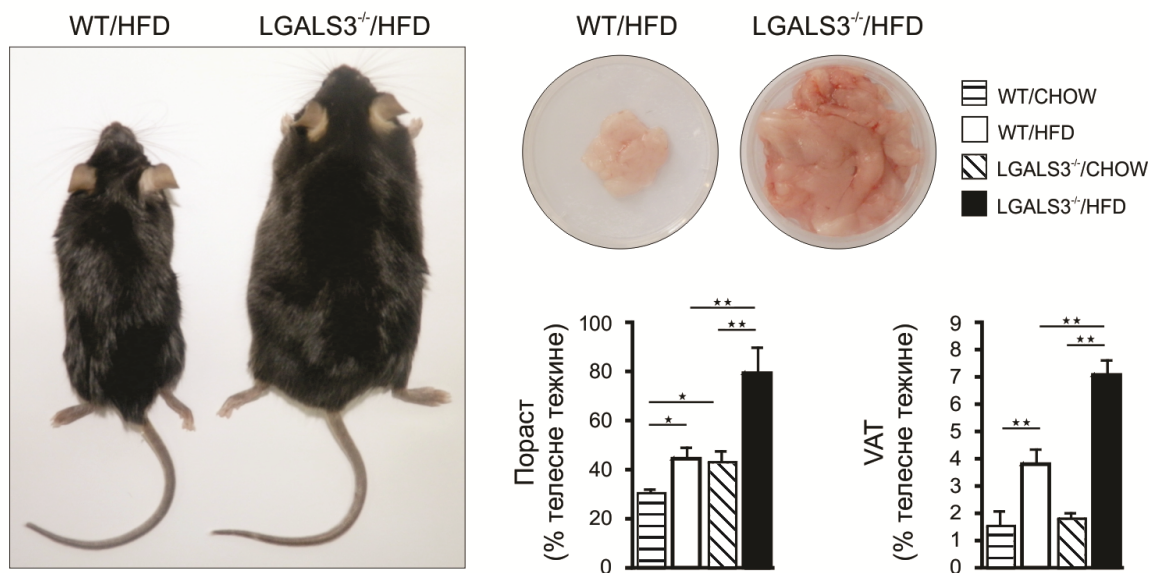 WT/HFD
LGALS3-/-/HFD
WT/HFD
LGALS3-/-/HFD
WT/CHOW
WT/HFD
LGALS3-/-/CHOW
LGALS3-/-/HFD
Пораст
(% телесне тежине)
100
80
60
40
20
0
★★
★★
★
★
VAT
(% телесне тежине)
9
8
7
6
5
4
3
2
1
0
★★
★★
★★